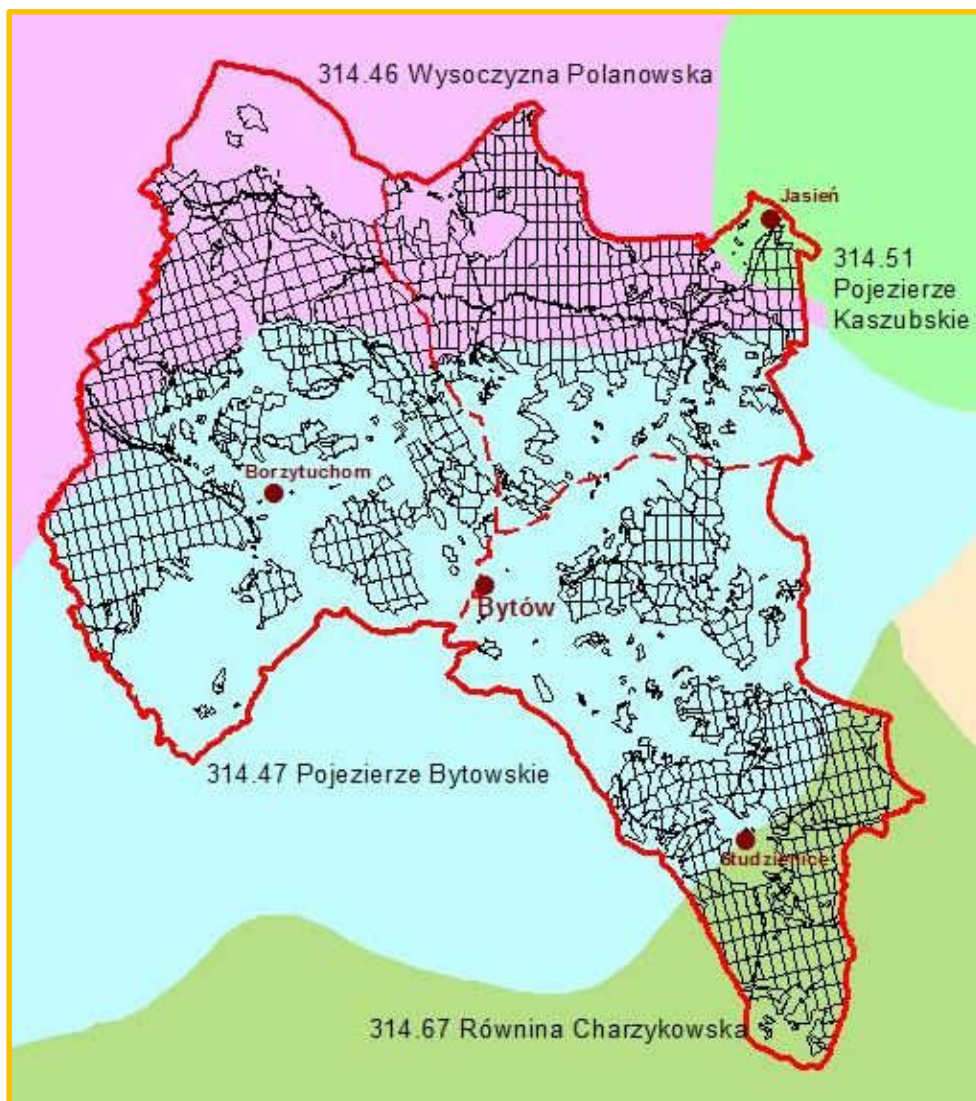 314.46 Wysoczyzna Polanowska
Jasień
314.51
Pojezierze
Kaszubskie
Borzytuchom
Bytów
314.47 Pojezierze Bytowskie
Studzienice
314.67 Równina Charzykowska